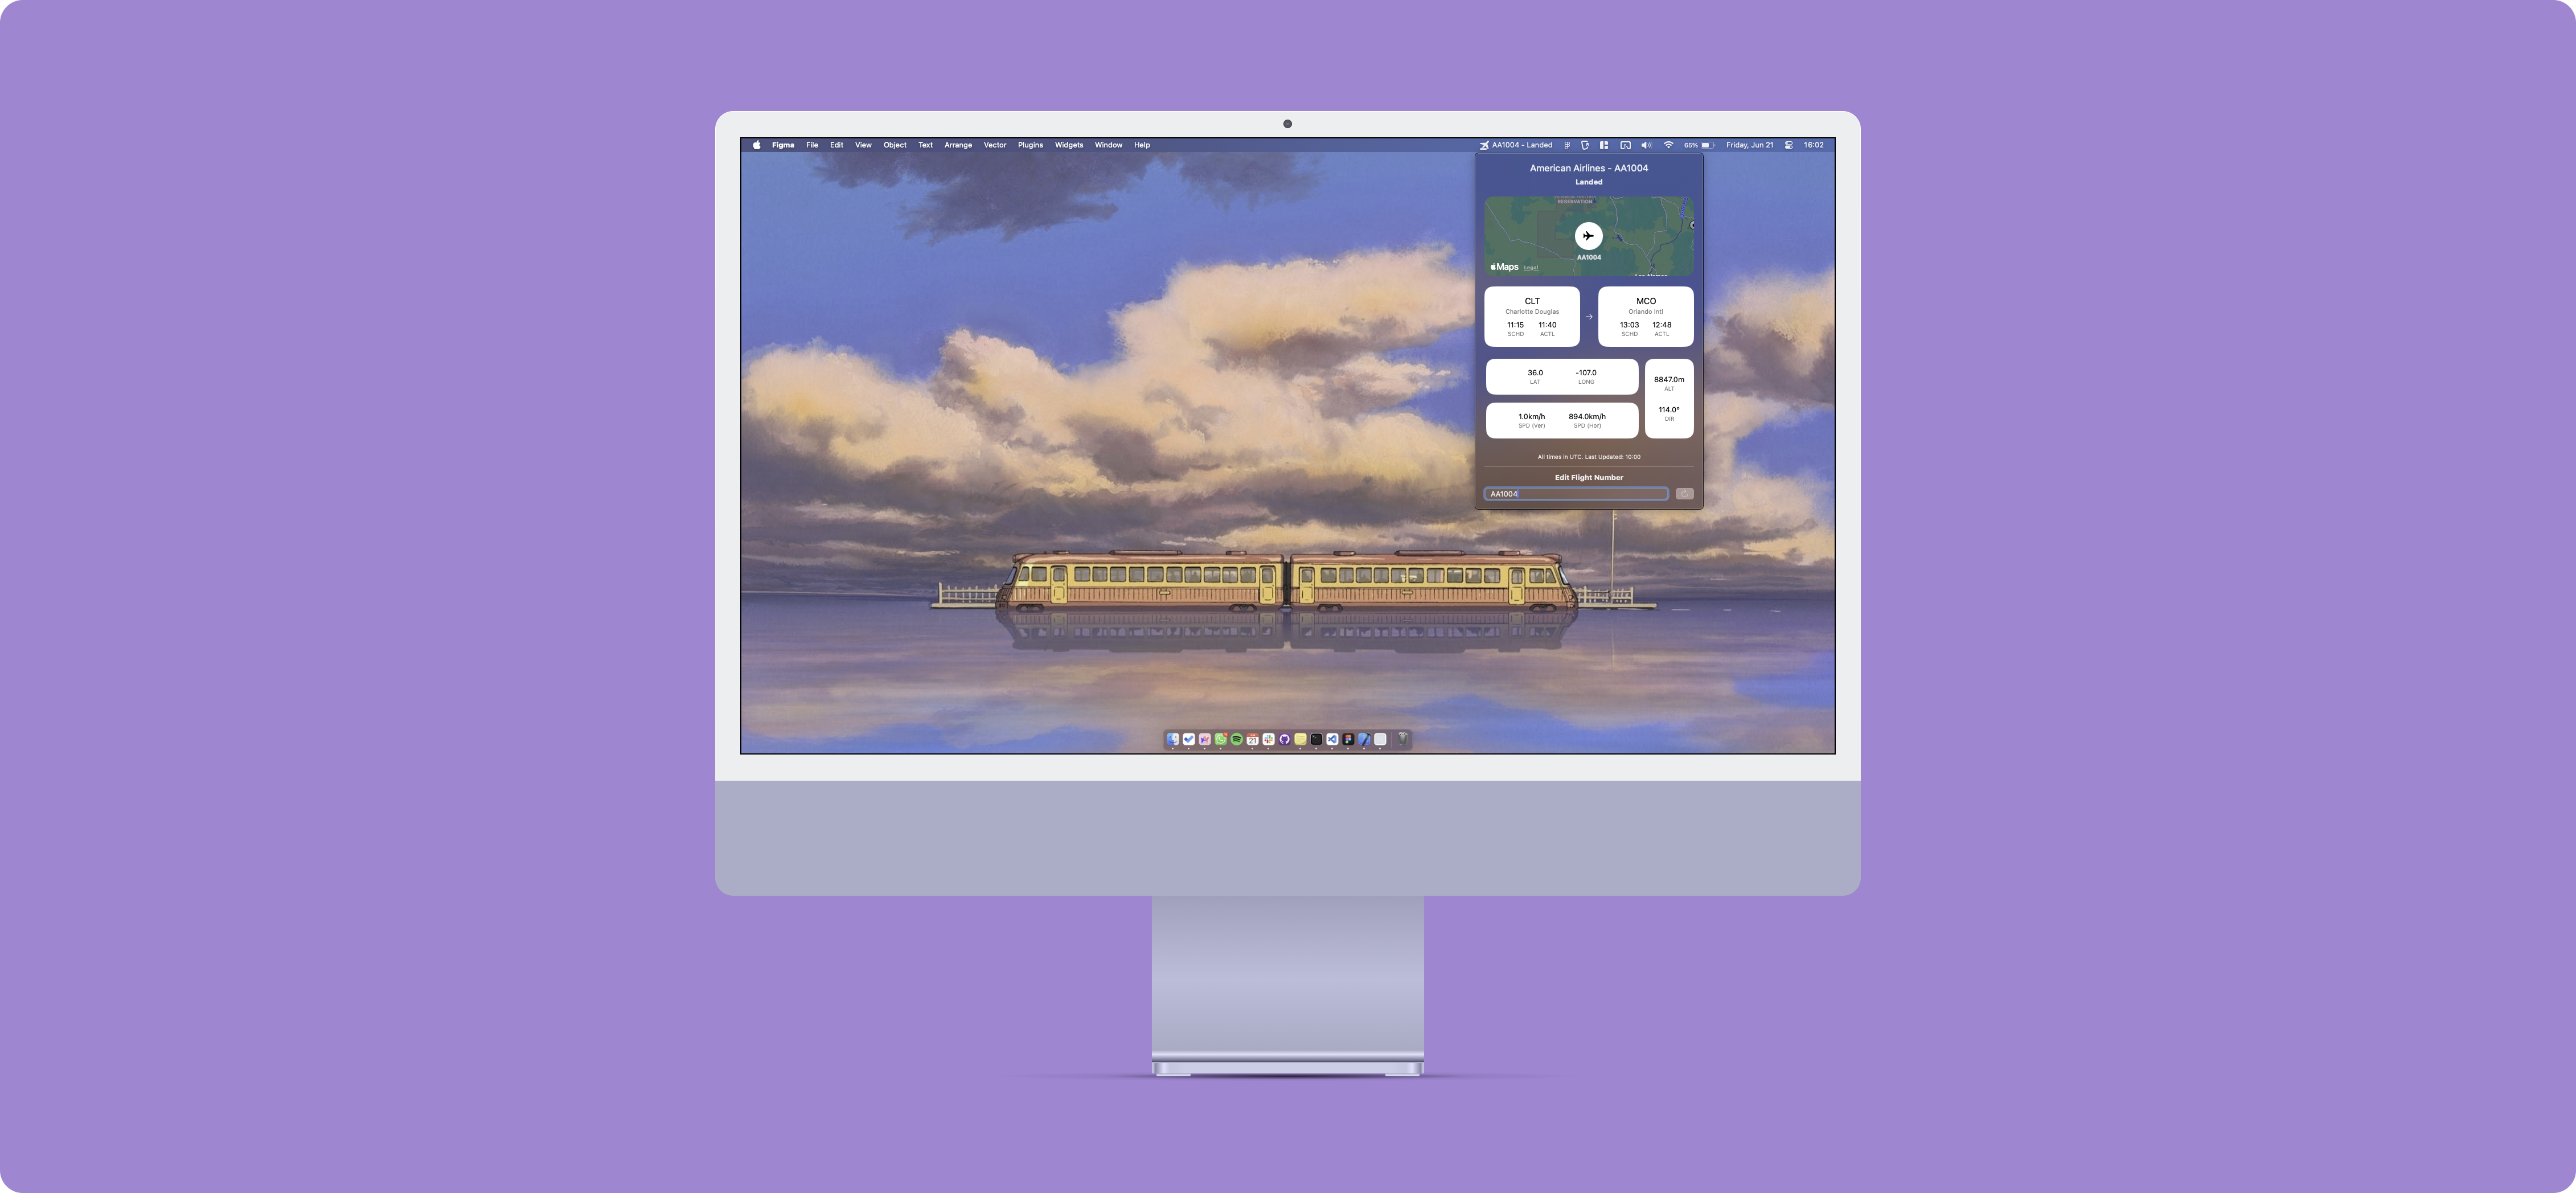 Figma File Edit View Object Text Arrange Vector Plugins Widgets Window Help
AA1004 - Landed 65% Friday, Jun 21 16:02
American Airlines - AA1004
Landed
RESERVATION
AA1004
Maps Legal
CLT
Charlotte Douglas
11:15 11:40
SCHD ACTL
→
MCO
Orlando Intl
13:03 12:48
SCHD ACTL
36.0 -107.0
LAT LONG
8847.0m
ALT
1.0km/h 894.0km/h
SPD (Ver) SPD (Hor)
114.0°
DIR
All times in UTC. Last Updated: 10:00
Edit Flight Number
AA1004
21